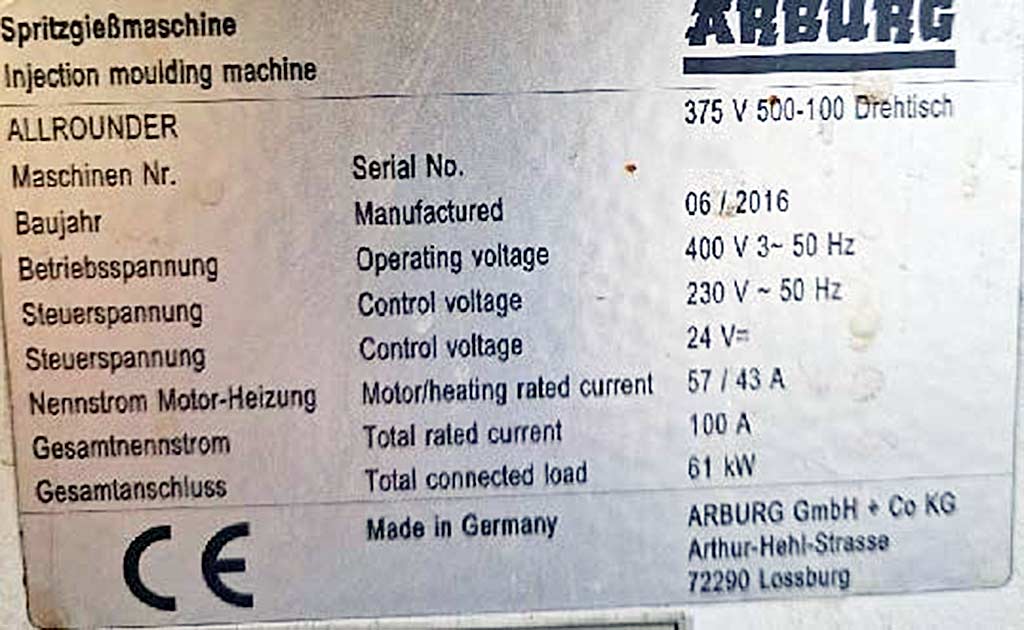 Spritzgießmaschine
ARBURG
Injection moulding machine
ALLROUNDER 375 V 500-100 Drehtisch
Maschinen Nr. Serial No.
Baujahr Manufactured 06 / 2016
Betriebsspannung Operating voltage 400 V 3~ 50 Hz
Steuerspannung Control voltage 230 V ~ 50 Hz
Steuerspannung Control voltage 24 V=
Nennstrom Motor-Heizung Motor/heating rated current 57 / 43 A
Gesamtnennstrom Total rated current 100 A
Gesamtanschluss Total connected load 61 kW
CE Made in Germany ARBURG GmbH + Co KG
Arthur-Hehl-Strasse
72290 Lossburg